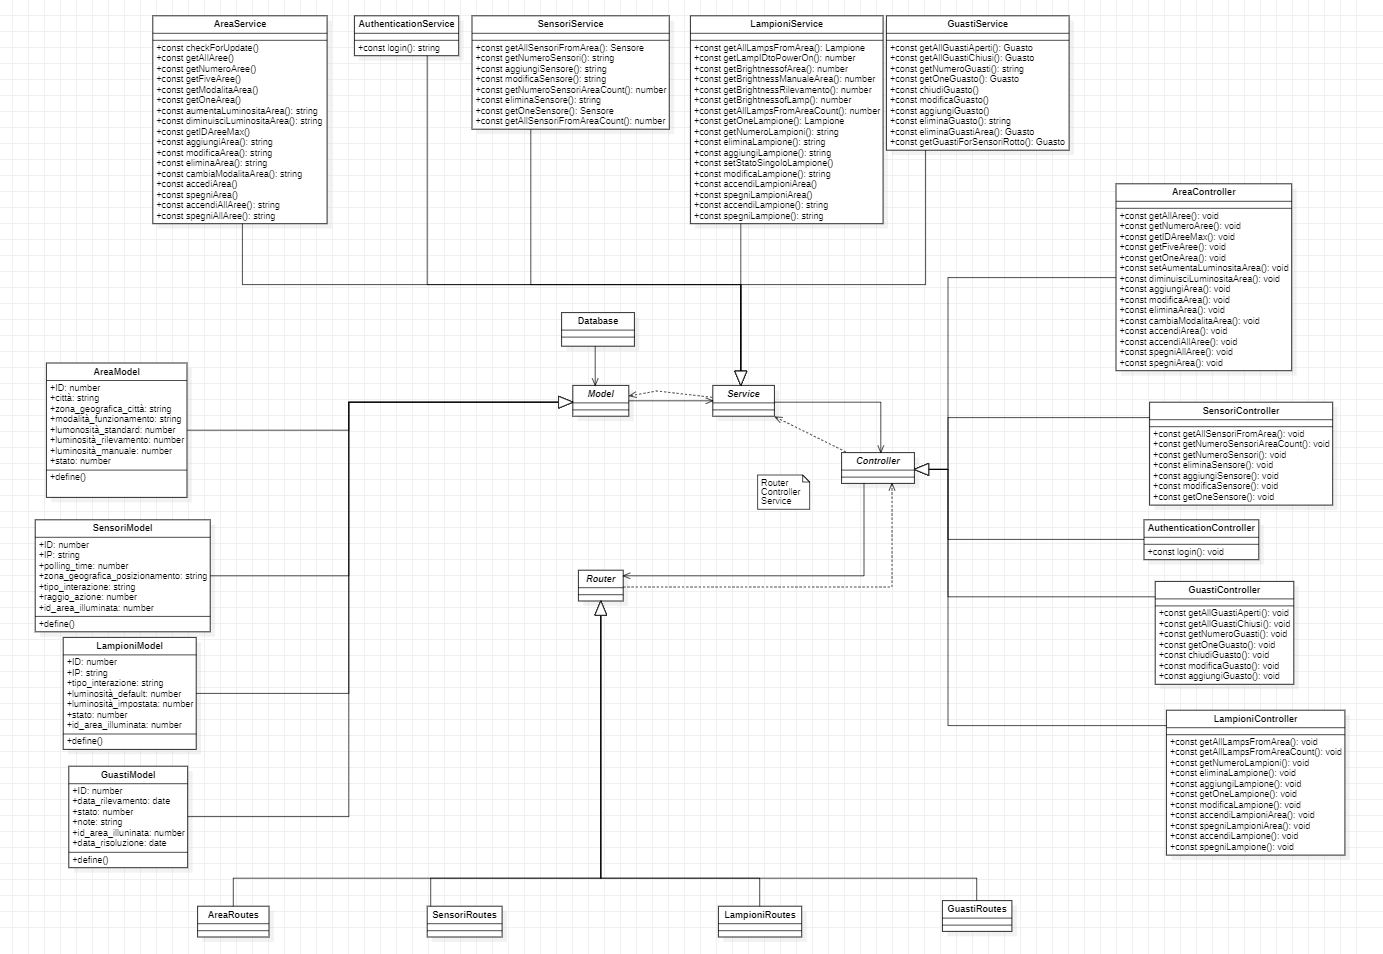 AreaService
+const checkForUpdate()
+const getAllAree()
+const getNumeroAree()
+const getFiveAree()
+const getModalitaArea()
+const getOneArea()
+const aumentaLuminositaArea(): string
+const diminuisciLuminositaArea(): string
+const getIDAreeMax()
+const aggiungiArea(): string
+const modificaArea(): string
+const eliminaArea(): string
+const cambiaModalitaArea(): string
+const accediArea()
+const spegniArea()
+const accendiAllAree(): string
+const spegniAllAree(): string
AuthenticationService
+const login(): string
SensoriService
+const getAllSensoriFromArea(): Sensore
+const getNumeroSensori(): string
+const aggiungiSensore(): string
+const modificaSensore(): string
+const getNumeroSensoriAreaCount(): number
+const eliminaSensore(): string
+const getOneSensore(): Sensore
+const getAllSensoriFromAreaCount(): number
LampioniService
+const getAllLampsFromArea(): Lampione
+const getLampIDtoPowerOn(): number
+const getBrightnessofArea(): number
+const getBrightnessManualeArea(): number
+const getBrightnessRilevamento(): number
+const getBrightnessofLamp(): number
+const getAllLampsFromAreaCount(): number
+const getOneLampione(): Lampione
+const getNumeroLampioni(): string
+const eliminaLampione(): string
+const aggiungiLampione(): string
+const setStatoSingoloLampione()
+const modificaLampione(): string
+const accendiLampioniArea()
+const spegniLampioniArea()
+const accendiLampione(): string
+const spegniLampione(): string
GuastiService
+const getAllGuastiAperti(): Guasto
+const getAllGuastiChiusi(): Guasto
+const getNumeroGuasti(): string
+const getOneGuasto(): Guasto
+const chiudiGuasto()
+const modificaGuasto()
+const aggiungiGuasto()
+const eliminaGuasto(): string
+const eliminaGuastiArea(): Guasto
+const getGuastiForSensoriRotto(): Guasto
AreaController
+const getAllAree(): void
+const getNumeroAree(): void
+const getIDAreeMax(): void
+const getFiveAree(): void
+const getOneArea(): void
+const setAumentaLuminositaArea(): void
+const diminuisciLuminositaArea(): void
+const aggiungiArea(): void
+const modificaArea(): void
+const eliminaArea(): void
+const cambiaModalitaArea(): void
+const accendiArea(): void
+const accendiAllAree(): void
+const spegniAllAree(): void
+const spegniArea(): void
Database
Model
Service
Controller
Router
Controller
Service
Router
AreaModel
+ID: number
+città: string
+zona_geografica_città: string
+modalità_funzionamento: string
+lumonosità_standard: number
+luminosità_rilevamento: number
+luminosità_manuale: number
+stato: number
+define()
SensoriModel
+ID: number
+IP: string
+polling_time: number
+zona_geografica_posizionamento: string
+tipo_interazione: string
+raggio_azione: number
+id_area_illuminata: number
+define()
LampioniModel
+ID: number
+IP: string
+tipo_interazione: string
+luminosità_default: number
+luminosità_impostata: number
+stato: number
+id_area_illuminata: number
+define()
GuastiModel
+ID: number
+data_rilevamento: date
+stato: number
+note: string
+id_area_illuninata: number
+data_risoluzione: date
+define()
SensoriController
+const getAllSensoriFromArea(): void
+const getNumeroSensoriAreaCount(): void
+const getNumeroSensori(): void
+const eliminaSensore(): void
+const aggiungiSensore(): void
+const modificaSensore(): void
+const getOneSensore(): void
AuthenticationController
+const login(): void
GuastiController
+const getAllGuastiAperti(): void
+const getAllGuastiChiusi(): void
+const getNumeroGuasti(): void
+const getOneGuasto(): void
+const chiudiGuasto(): void
+const modificaGuasto(): void
+const aggiungiGuasto(): void
LampioniController
+const getAllLampsFromArea(): void
+const getAllLampsFromAreaCount(): void
+const getNumeroLampioni(): void
+const eliminaLampione(): void
+const aggiungiLampione(): void
+const getOneLampione(): void
+const modificaLampione(): void
+const accendiLampioniArea(): void
+const spegniLampioniArea(): void
+const accendiLampione(): void
+const spegniLampione(): void
AreaRoutes
SensoriRoutes
LampioniRoutes
GuastiRoutes